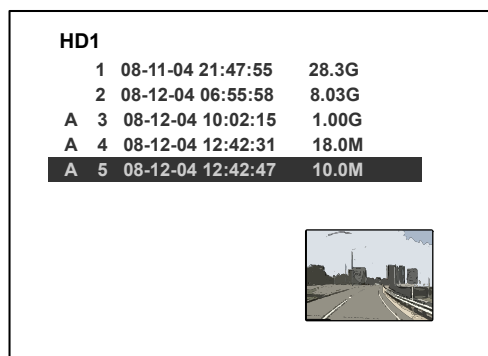 HD1
1 08-11-04 21:47:55 28.3G
2 08-12-04 06:55:58 8.03G
A 3 08-12-04 10:02:15 1.00G
A 4 08-12-04 12:42:31 18.0M
A 5 08-12-04 12:42:47 10.0M